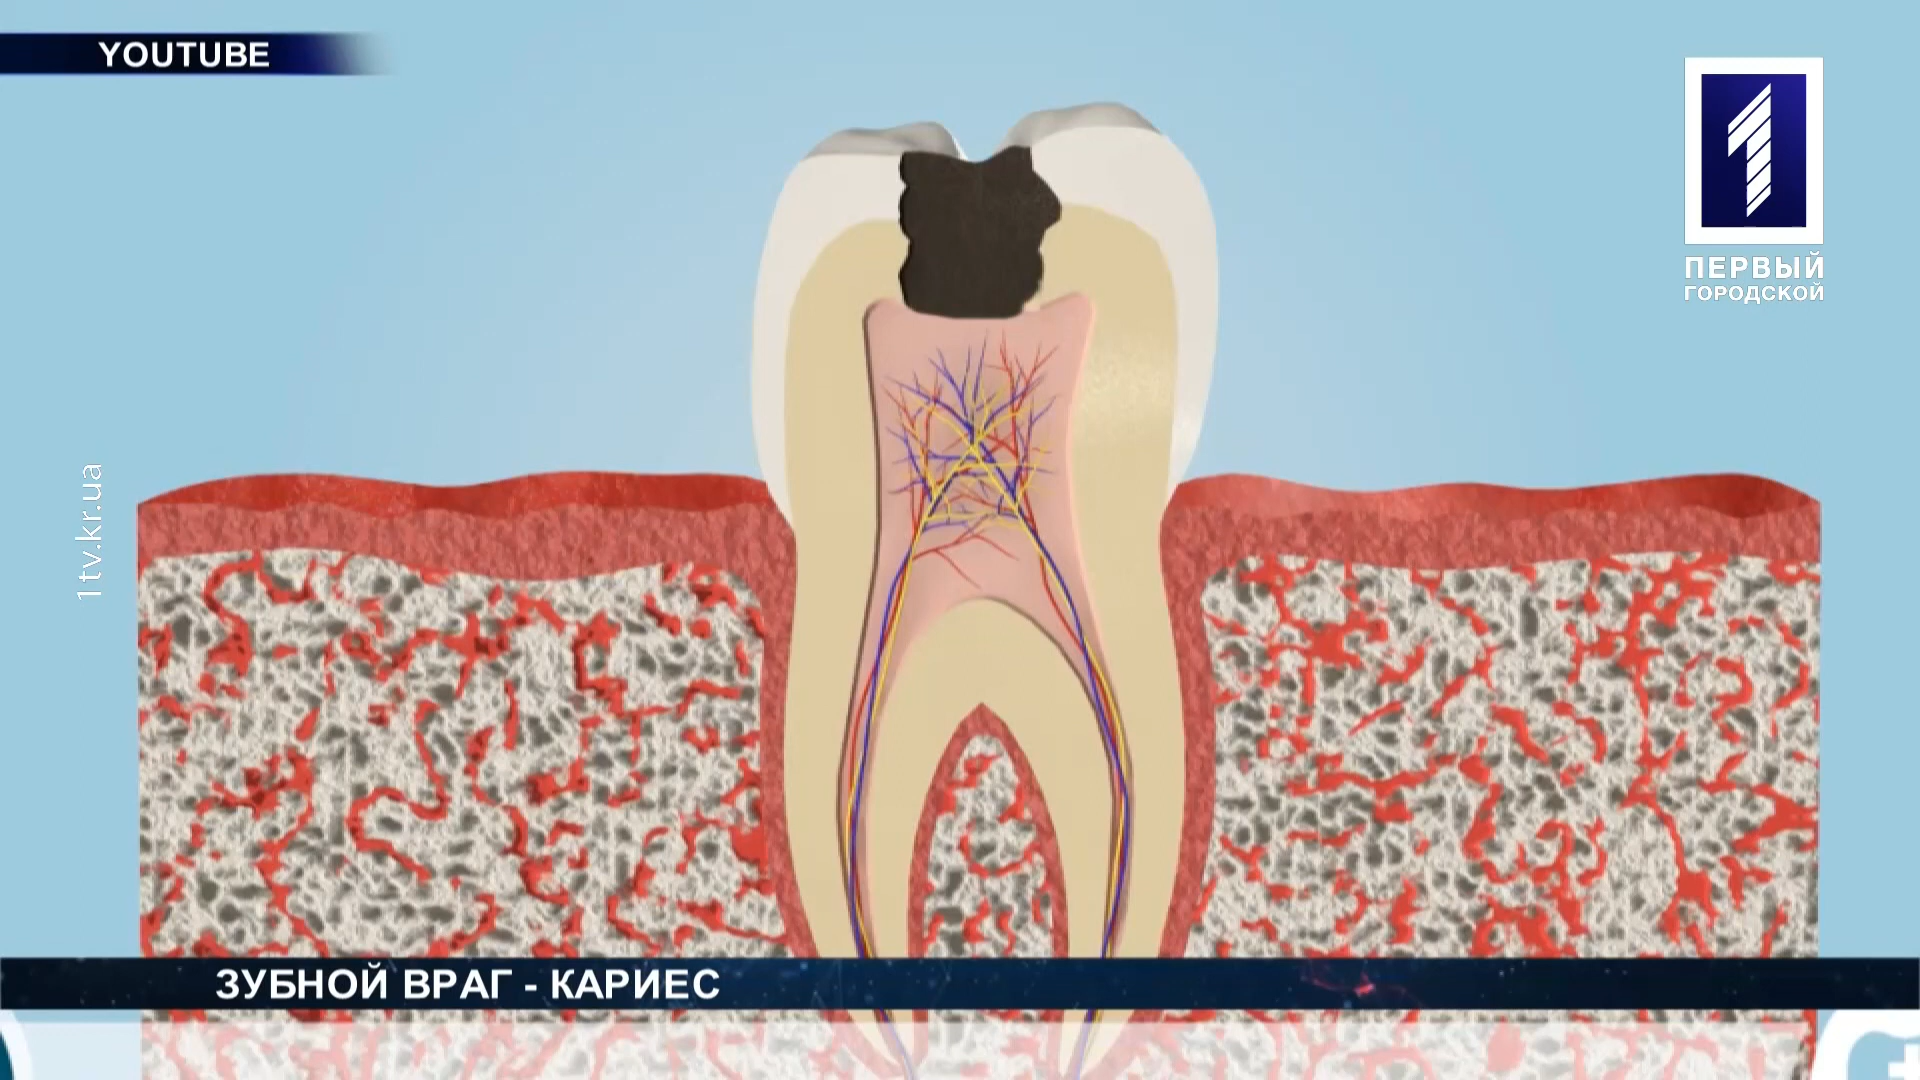 YOUTUBE
ПЕРВЫЙ
ГОРОДСКОЙ
1tv.kr.ua
ЗУБНОЙ ВРАГ - КАРИЕС